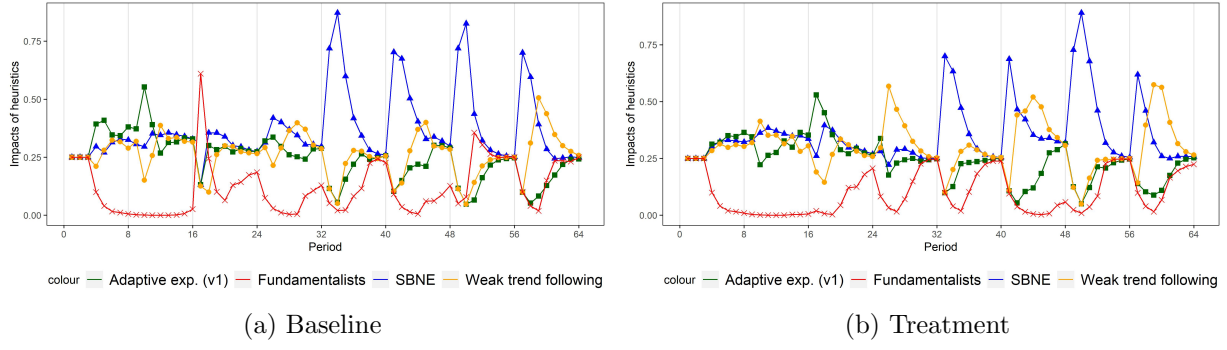 Impacts of heuristics
0.75
0.50
0.25
0.00
0 8 16 24 32 40 48 56 64
Period
colour Adaptive exp. (v1) Fundamentalists SBNE Weak trend following
(a) Baseline
Impacts of heuristics
0.75
0.50
0.25
0.00
0 8 16 24 32 40 48 56 64
Period
colour Adaptive exp. (v1) Fundamentalists SBNE Weak trend following
(b) Treatment